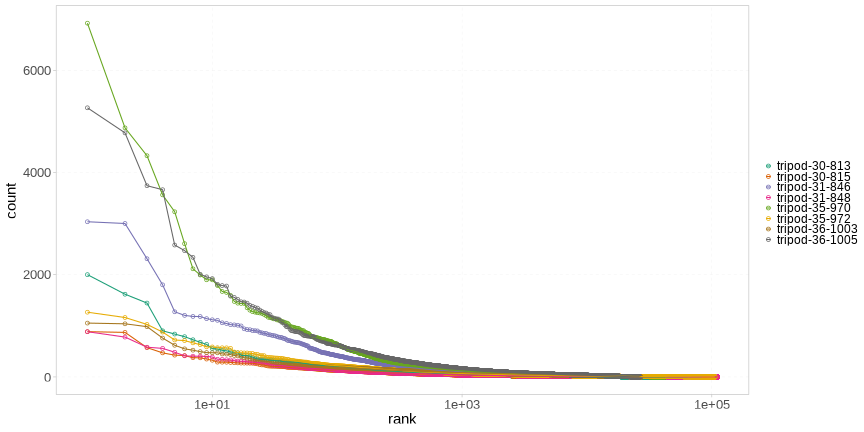 6000
4000
2000
0
count
1e+01
1e+03
1e+05
rank
tripod-30-813
tripod-30-815
tripod-31-846
tripod-31-848
tripod-35-970
tripod-35-972
tripod-36-1003
tripod-36-1005